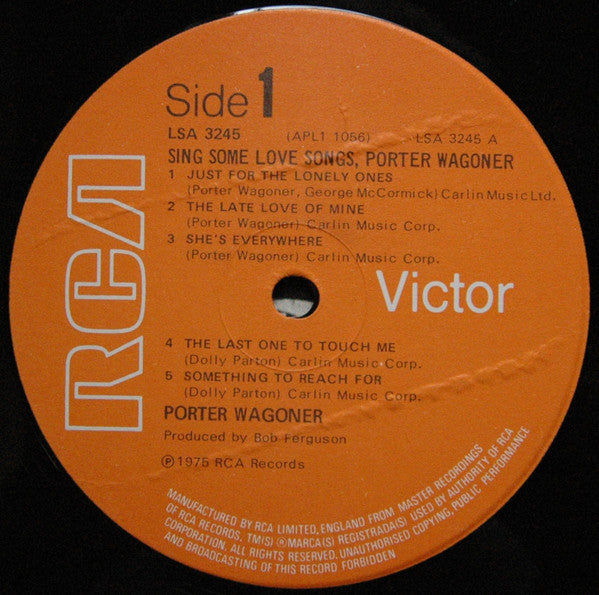 Side 1
LSA 3245 (APL1 1056) LSA 3245 A
SING SOME LOVE SONGS, PORTER WAGONER
1 JUST FOR THE LONELY ONES
(Porter Wagoner, George McCormick) Carlin Music Ltd.
2 THE LATE LOVE OF MINE
(Porter Wagoner) Carlin Music Corp.
3 SHE'S EVERYWHERE
(Porter Wagoner) Carlin Music Corp.
RCA
Victor
4 THE LAST ONE TO TOUCH ME
(Dolly Parton) Carlin Music Corp.
5 SOMETHING TO REACH FOR
(Dolly Parton) Carlin Music Corp.
PORTER WAGONER
Produced by Bob Ferguson
℗ 1975 RCA Records
MANUFACTURED BY RCA LIMITED, ENGLAND FROM MASTER RECORDINGS
OF RCA RECORDS. TM(S) ® MARCA(S) REGISTRADA(S) USED BY AUTHORITY OF RCA
CORPORATION. ALL RIGHTS RESERVED. UNAUTHORISED COPYING, PUBLIC PERFORMANCE
AND BROADCASTING OF THIS RECORD FORBIDDEN